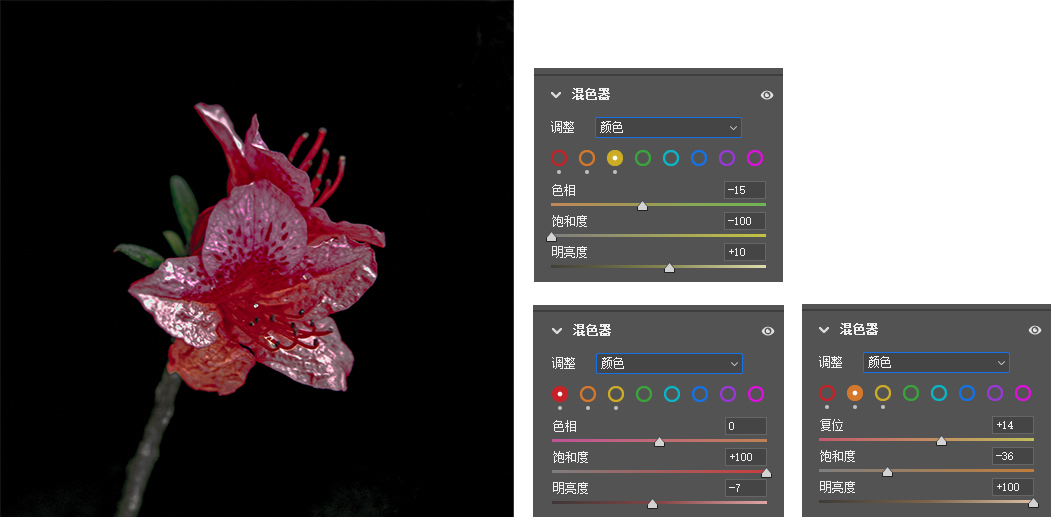 混色器
调整
颜色
色相
-15
饱和度
-100
明亮度
+10
混色器
调整
颜色
色相
0
饱和度
+100
明亮度
-7
混色器
调整
颜色
复位
+14
饱和度
-36
明亮度
+100